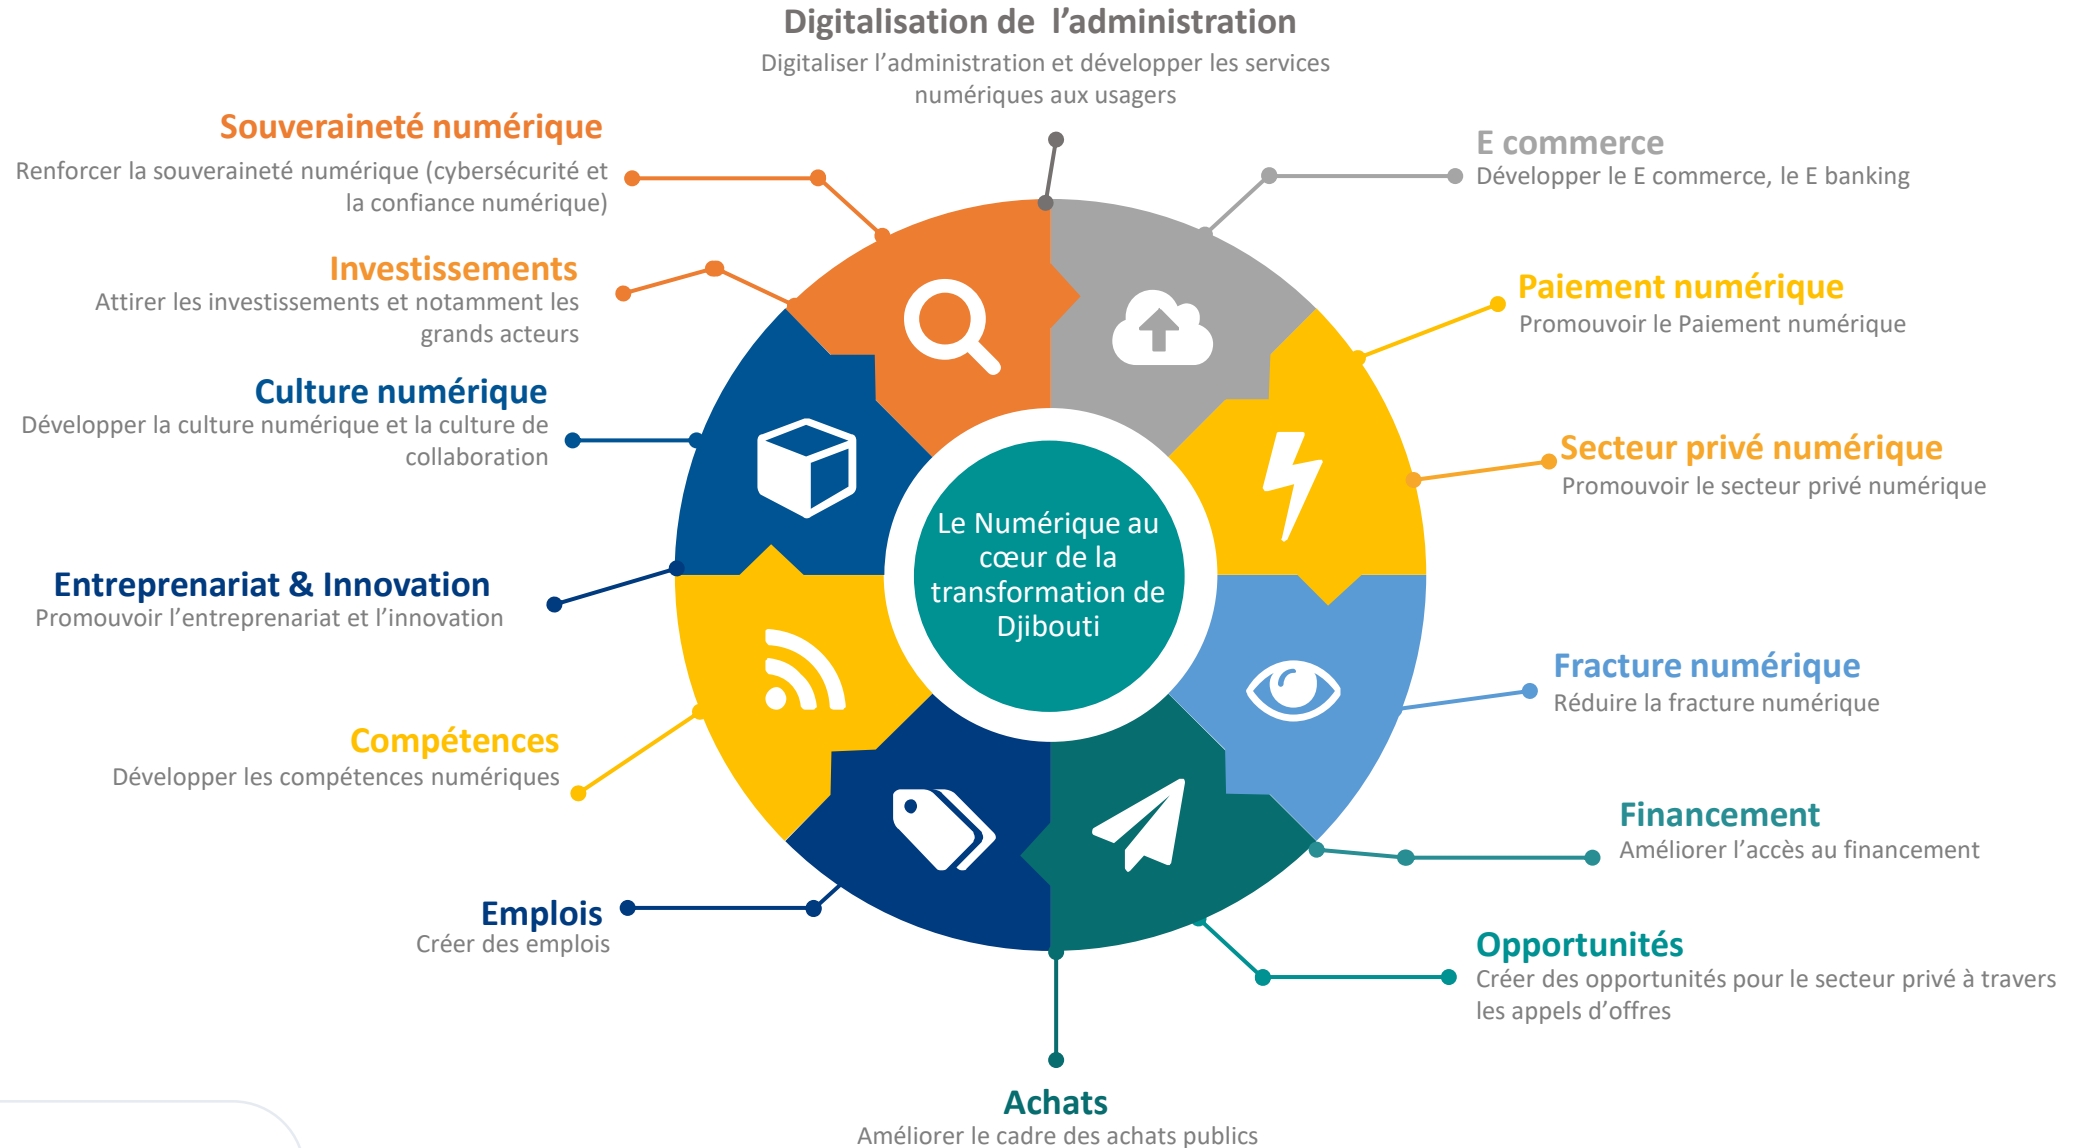 Digitalisation de l’administration
Digitaliser l’administration et développer les services
numériques aux usagers
Souveraineté numérique
Renforcer la souveraineté numérique (cybersécurité et
la confiance numérique)
E commerce
Développer le E commerce, le E banking
Investissements
Attirer les investissements et notamment les
grands acteurs
Paiement numérique
Promouvoir le Paiement numérique
Culture numérique
Développer la culture numérique et la culture de
collaboration
Secteur privé numérique
Promouvoir le secteur privé numérique
Le Numérique au
cœur de la
transformation de
Djibouti
Entreprenariat & Innovation
Promouvoir l’entreprenariat et l’innovation
Fracture numérique
Réduire la fracture numérique
Compétences
Développer les compétences numériques
Financement
Améliorer l’accès au financement
Emplois
Créer des emplois
Opportunités
Créer des opportunités pour le secteur privé à travers
les appels d’offres
Achats
Améliorer le cadre des achats publics